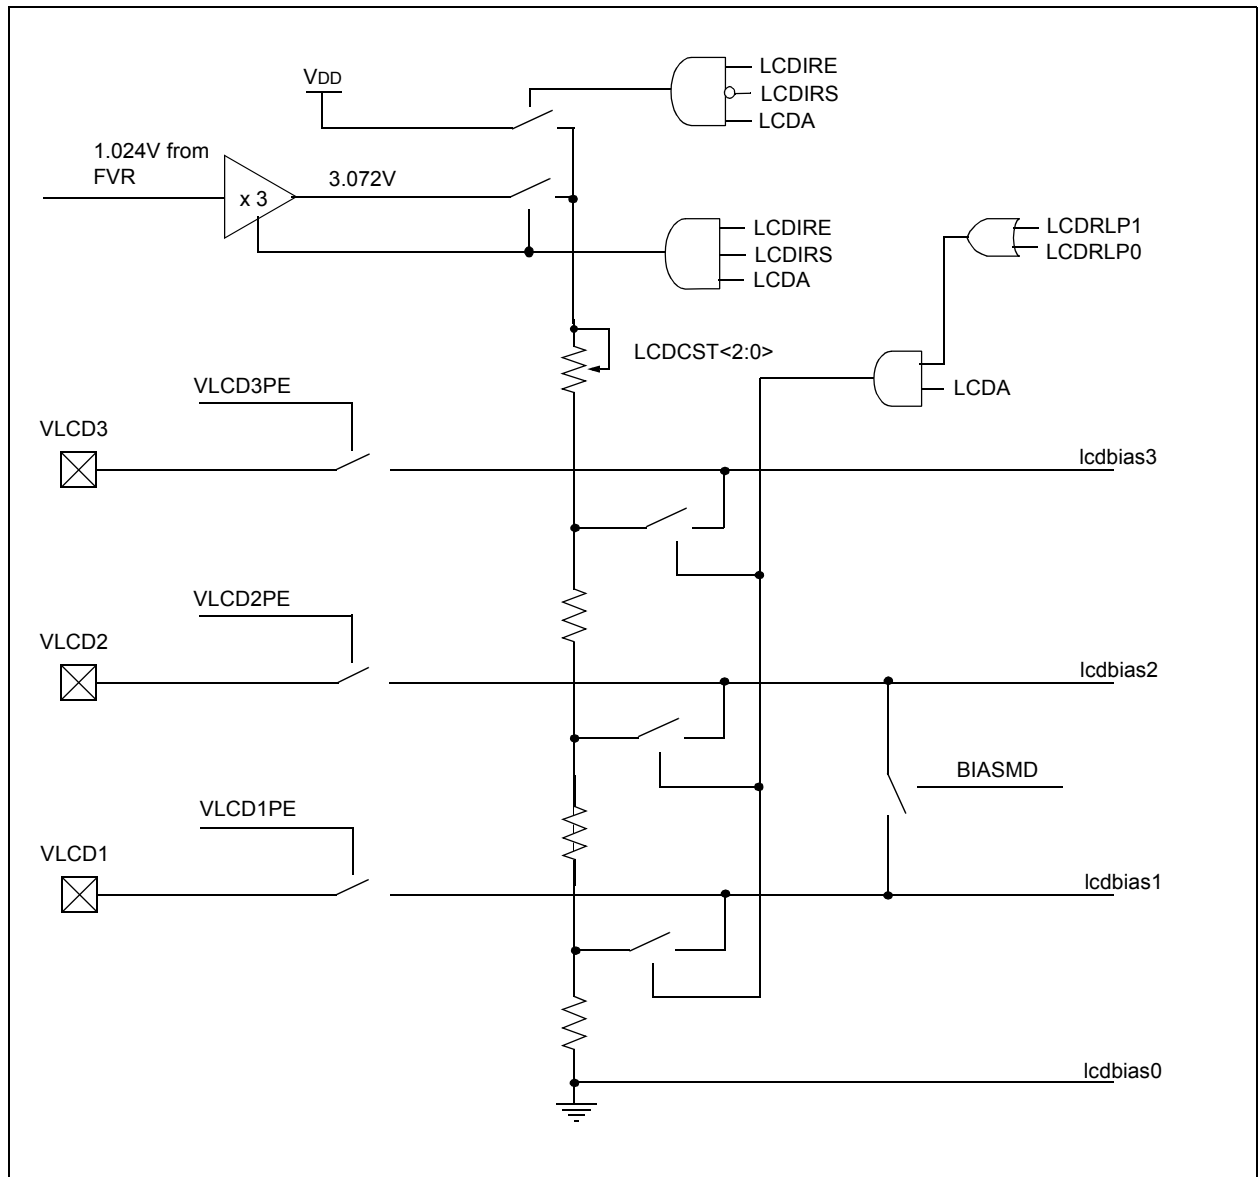 VDD
LCDIRE
LCDIRS
LCDA
1.024V from
FVR
x 3
3.072V
LCDIRE
LCDIRS
LCDA
LCDRLP1
LCDRLP0
LCDCST<2:0>
LCDA
VLCD3PE
VLCD3
lcdbias3
VLCD2PE
VLCD2
lcdbias2
BIASMD
VLCD1PE
VLCD1
lcdbias1
lcdbias0